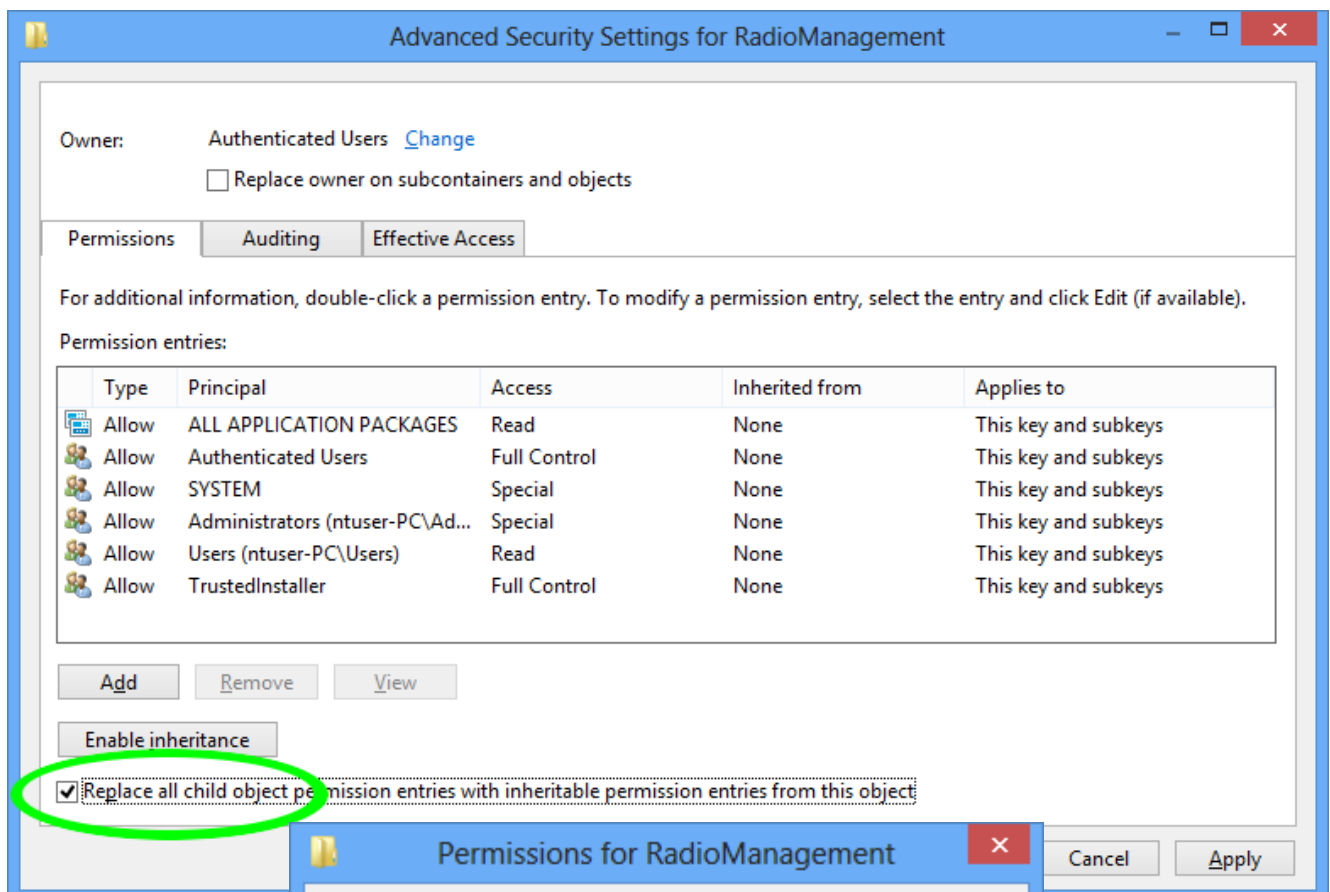 Advanced Security Settings for RadioManagement
Owner: Authenticated Users Change
Replace owner on subcontainers and objects
Permissions Auditing Effective Access
For additional information, double-click a permission entry. To modify a permission entry, select the entry and click Edit (if available).
Permission entries:
Type Principal Access Inherited from Applies to
Allow ALL APPLICATION PACKAGES Read None This key and subkeys
Allow Authenticated Users Full Control None This key and subkeys
Allow SYSTEM Special None This key and subkeys
Allow Administrators (ntuser-PC\Ad... Special None This key and subkeys
Allow Users (ntuser-PC\Users) Read None This key and subkeys
Allow TrustedInstaller Full Control None This key and subkeys
Add Remove View
Enable inheritance
Replace all child object permission entries with inheritable permission entries from this object
Permissions for RadioManagement
Cancel Apply